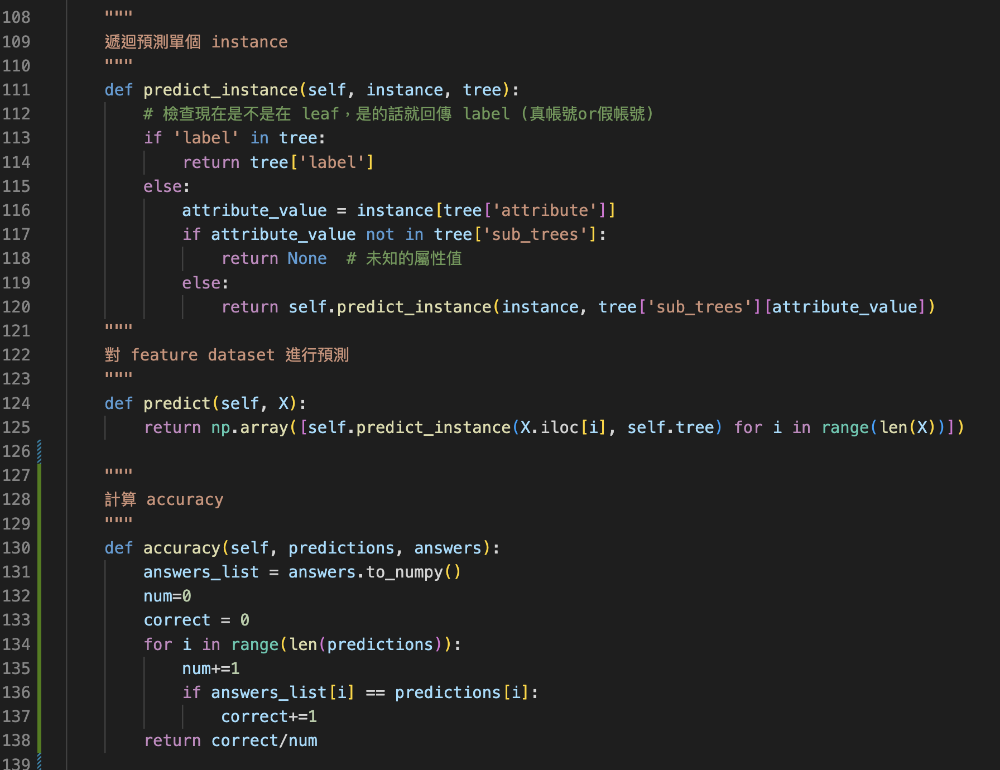 108 """
109 遞迴預測單個 instance
110 """
111 def predict_instance(self, instance, tree):
112     # 檢查現在是不是在 leaf，是的話就回傳 label (真帳號or假帳號)
113     if 'label' in tree:
114         return tree['label']
115     else:
116         attribute_value = instance[tree['attribute']]
117         if attribute_value not in tree['sub_trees']:
118             return None  # 未知的屬性值
119         else:
120             return self.predict_instance(instance, tree['sub_trees'][attribute_value])
121 """
122 對 feature dataset 進行預測
123 """
124 def predict(self, X):
125     return np.array([self.predict_instance(X.iloc[i], self.tree) for i in range(len(X))])
126
127 """
128 計算 accuracy
129 """
130 def accuracy(self, predictions, answers):
131     answers_list = answers.to_numpy()
132     num=0
133     correct = 0
134     for i in range(len(predictions)):
135         num+=1
136         if answers_list[i] == predictions[i]:
137             correct+=1
138     return correct/num
139